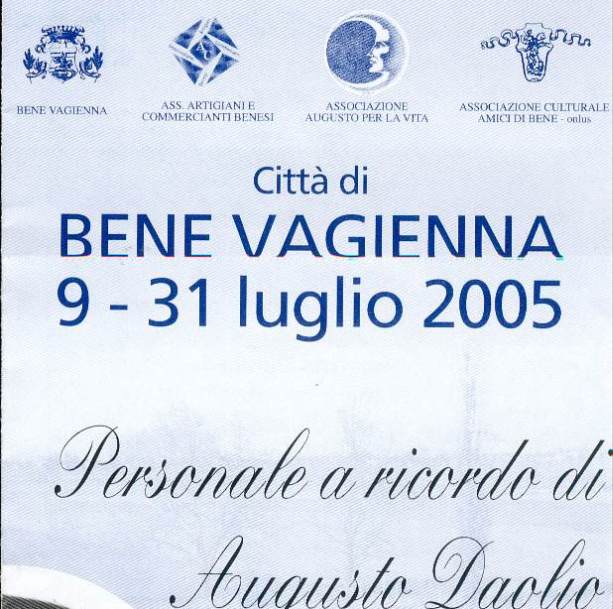 BENE VAGIENNA
ASS. ARTIGIANI E
COMMERCIANTI BENESI
ASSOCIAZIONE
AUGUSTO PER LA VITA
ASSOCIAZIONE CULTURALE
AMICI DI BENE - onlus
Città di
BENE VAGIENNA
9 - 31 luglio 2005
Personale a ricordo di
Augusto Daolio